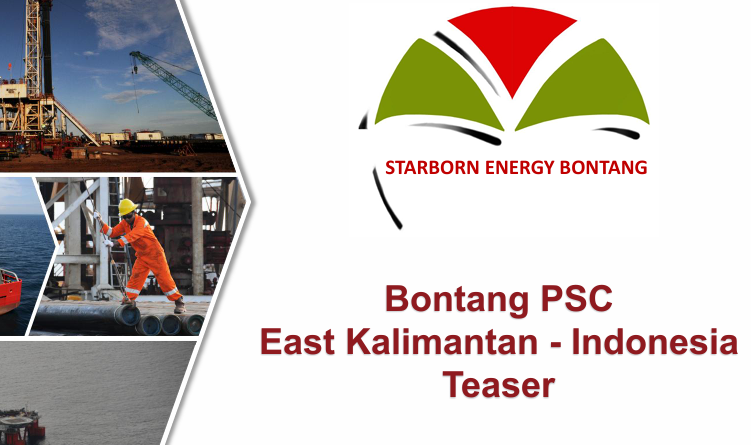 STARBORN ENERGY BONTANG
Bontang PSC
East Kalimantan - Indonesia
Teaser